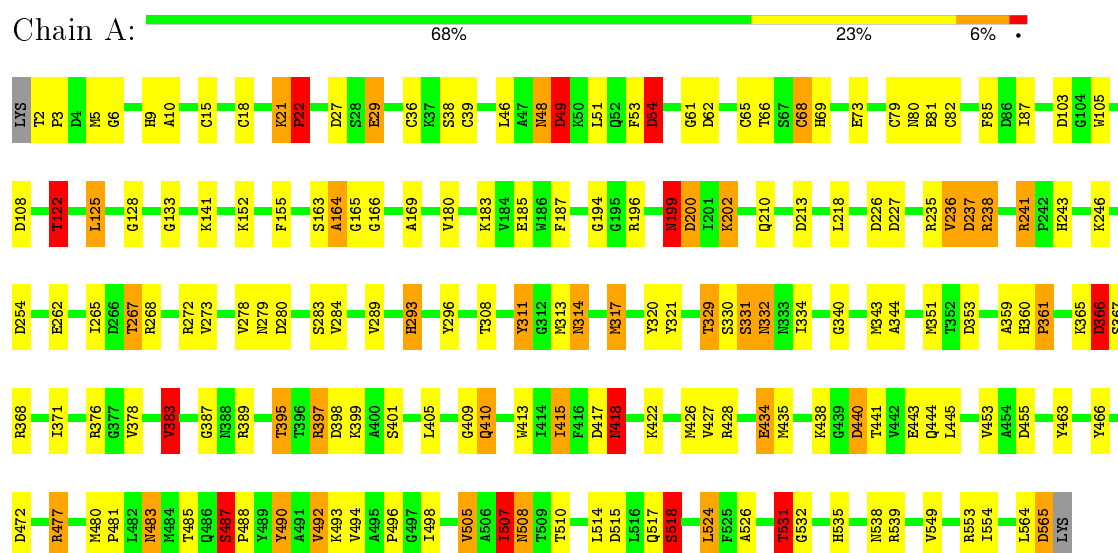 Chain A:
68% 23% 6% •
LYS T2 P3 D4 M5 G6 H9 A10 C15 C18 K21 P22 D27 S28 E29 C36 K37 S38 C39 L46 A47 N48 D49 K50 L51 Q52 F53 D54 G61 D62 C65 T66 S67 C68 H69 E73 C79 N80 E81 C82 F85 D86 I87 D103 G104 W105
D108 T122 L125 G128 G133 K141 K152 F155 S163 A164 G165 G166 A169 V180 K183 V184 E185 W186 F187 G194 G195 R196 N199 D200 I201 K202 Q210 D213 L218 D226 D227 R235 V236 D237 R238 R241 P242 H243 K246
D254 E262 I265 D266 T267 R268 R272 V273 V278 N279 D280 S283 V284 V289 H293 Y296 T308 Y311 G312 M313 N314 M317 Y320 Y321 T329 S330 S331 N332 N333 I334 G340 M343 A344 M351 T352 D353 A359 H360 P361 K365 D366 S367
R368 I371 R376 G377 V378 V383 G387 N388 R389 T395 T396 R397 D398 K399 A400 S401 L405 G409 Q410 W413 I414 I415 F416 D417 N418 K422 M426 V427 R428 E434 M435 K438 G439 D440 T441 V442 E443 Q444 L445 V453 A454 D455 Y463 Y466
D472 R477 M480 P481 L482 N483 M484 T485 Q486 S487 P488 Y489 Y490 A491 V492 K493 V494 A495 P496 G497 I498 V505 A506 I507 N508 T509 T510 L514 D515 L516 Q517 S518 L524 F525 A526 T531 G532 H535 N538 R539 V549 R553 I554 L564 D565 LYS